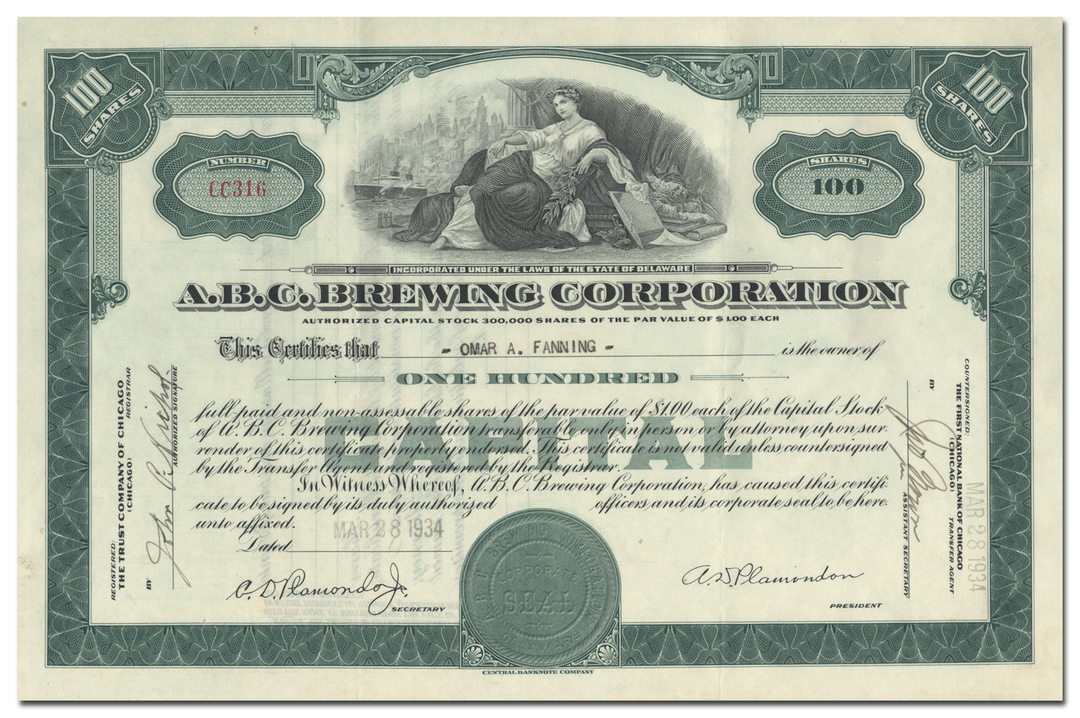 100
SHARES
100
SHARES
NUMBER
CC316
SHARES
100
INCORPORATED UNDER THE LAWS OF THE STATE OF DELAWARE
A.B.C. BREWING CORPORATION
AUTHORIZED CAPITAL STOCK 300,000 SHARES OF THE PAR VALUE OF $1.00 EACH
This Certifies that - OMAR A. FANNING - is the owner of
ONE HUNDRED
CAPITAL
full paid and non-assessable shares of the par value of $1.00 each of the Capital Stock
of A.B.C. Brewing Corporation transferable only in person or by attorney upon sur-
render of this certificate properly endorsed. This certificate is not valid unless countersigned
by the Transfer Agent and registered by the Registrar.
In Witness Whereof, A.B.C. Brewing Corporation, has caused this certifi-
cate to be signed by its duly authorized officers and its corporate seal to be here-
unto affixed.
Dated MAR 28 1934
A. D. Plamondon
PRESIDENT
SECRETARY
SEAL
CENTRAL BANKNOTE COMPANY
REGISTERED:
THE TRUST COMPANY OF CHICAGO
(CHICAGO)
REGISTRAR
BY
AUTHORIZED SIGNATURE
COUNTERSIGNED:
THE FIRST NATIONAL BANK OF CHICAGO
(CHICAGO)
TRANSFER AGENT
BY
ASSISTANT SECRETARY
MAR 28 1934